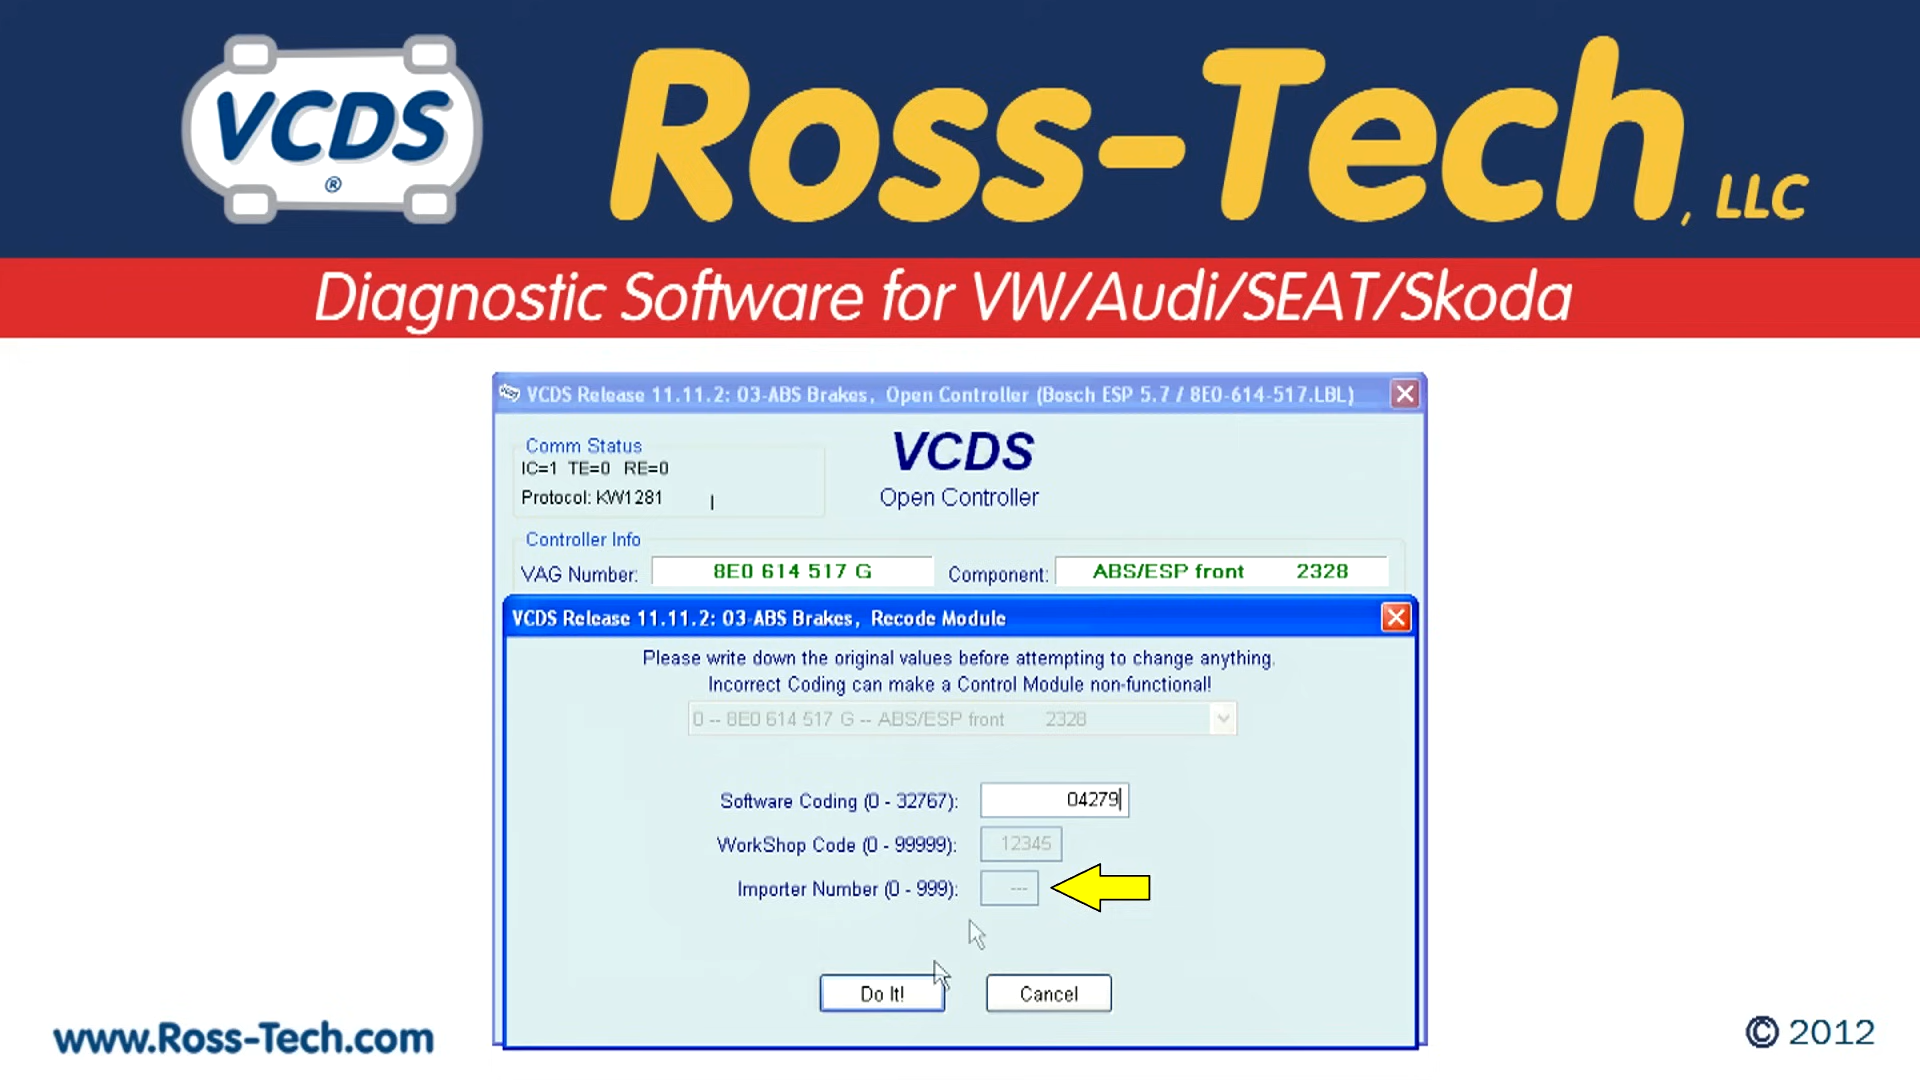 VCDS
®
Ross-Tech, LLC
Diagnostic Software for VW/Audi/SEAT/Skoda
VCDS Release 11.11.2: 03-ABS Brakes, Open Controller (Bosch ESP 5.7 / 8E0-614-517.LBL)
Comm Status
IC=1 TE=0 RE=0
Protocol: KW1281
VCDS
Open Controller
Controller Info
VAG Number: 8E0 614 517 G Component: ABS/ESP front 2328
VCDS Release 11.11.2: 03-ABS Brakes, Recode Module
Please write down the original values before attempting to change anything.
Incorrect Coding can make a Control Module non-functional!
0 -- 8E0 614 517 G -- ABS/ESP front 2328
Software Coding (0 - 32767): 04279
WorkShop Code (0 - 99999): 12345
Importer Number (0 - 999): ---
Do It! Cancel
www.Ross-Tech.com
© 2012